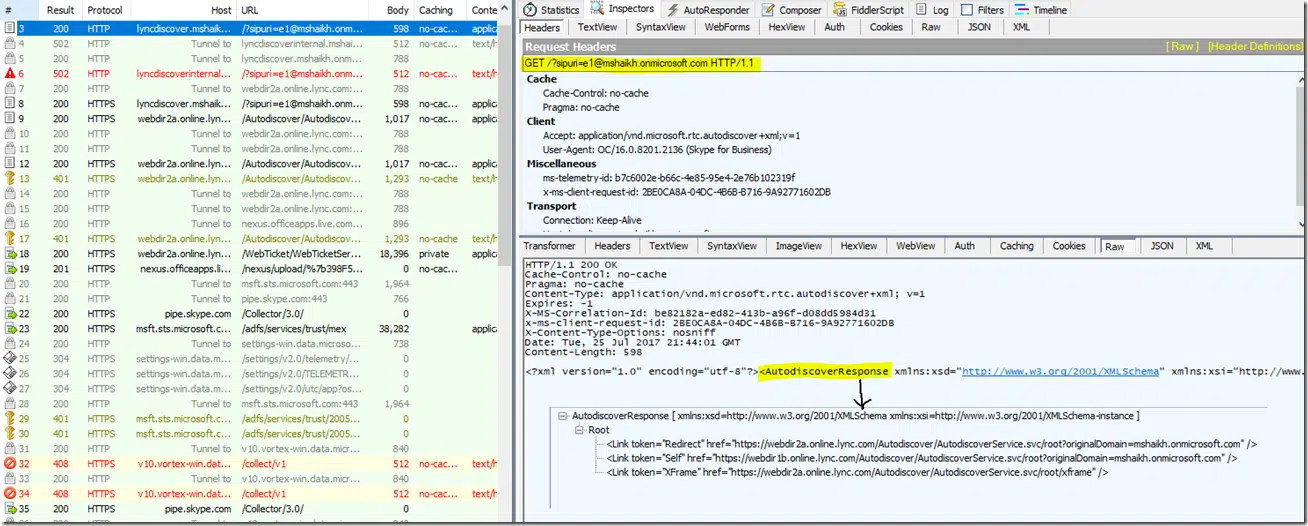 # Result Protocol Host URL Body Caching Conte
3 200 HTTP lyncdiscover.mshaikh.onm... /?sipuri=e1@mshaikh.onmicrosoft... 598 no-cac... applic
4 502 HTTP Tunnel to lyncdiscoverinternal.mshai... 512 no-cac... text/h
5 200 HTTP Tunnel to lyncdiscover.mshaikh.onmi... 788
6 502 HTTPS lyncdiscoverinternal... /?sipuri=e1@mshaikh.onmicr... 512 no-cac... text/h
7 200 HTTP Tunnel to lyncdiscover.mshaikh.onmi... 788
8 200 HTTPS lyncdiscover.mshaikh... /?sipuri=e1@mshaikh.onmicr... 598 no-cac... applic
9 200 HTTPS webdir2a.online.lyn... /Autodiscover/Autodiscov... 1,017 no-cac... applic
10 200 HTTP Tunnel to webdir2a.online.lync.com:... 788
11 200 HTTP Tunnel to webdir2a.online.lync.com:... 788
12 200 HTTPS webdir2a.online.lyn... /Autodiscover/Autodiscov... 1,017 no-cac... applic
13 401 HTTPS webdir2a.online.lyn... /Autodiscover/Autodiscov... 1,293 no-cache text/h
14 200 HTTP Tunnel to webdir2a.online.lync.com:... 788
15 200 HTTP Tunnel to webdir2a.online.lync.com:... 788
16 200 HTTP Tunnel to nexus.officeapps.live.com... 896
17 401 HTTPS webdir2a.online.lyn... /Autodiscover/Autodiscov... 1,293 no-cache text/h
18 200 HTTPS webdir2a.online.lyn... /WebTicket/WebTicketSer... 18,396 private applic
19 201 HTTPS nexus.officeapps.live... /nexus/upload/%7b398F5... 0 no-cac...
20 200 HTTP Tunnel to msft.sts.microsoft.com:443 1,964
21 200 HTTP Tunnel to pipe.skype.com:443 766
22 200 HTTPS pipe.skype.com /Collector/3.0/ 0
23 200 HTTPS msft.sts.microsoft.c... /adfs/services/trust/mex 38,282 applic
24 200 HTTP Tunnel to settings-win.data.micros... 738
25 304 HTTPS settings-win.data.m... /settings/v2.0/telemetry/... 0
26 304 HTTPS settings-win.data.m... /settings/v2.0/TELEMETR... 0
27 304 HTTPS settings-win.data.m... /settings/v2.0/utc/app?os... 0
28 200 HTTP Tunnel to msft.sts.microsoft.com:443 1,964
29 401 HTTPS msft.sts.microsoft.c... /adfs/services/trust/2005... 0
30 401 HTTPS msft.sts.microsoft.c... /adfs/services/trust/2005... 0
31 200 HTTP Tunnel to v10.vortex-win.data.micr... 840
32 408 HTTPS v10.vortex-win.dat... /collect/v1 512 no-cac... text/h
33 200 HTTP Tunnel to v10.vortex-win.data.micr... 840
34 408 HTTPS v10.vortex-win.dat... /collect/v1 512 no-cac... text/h
35 200 HTTPS pipe.skype.com /Collector/3.0/ 0
Statistics Inspectors AutoResponder Composer FiddlerScript Log Filters Timeline
Headers TextView SyntaxView WebForms HexView Auth Cookies Raw JSON XML
Request Headers [ Raw ] [Header Definitions]
GET /?sipuri=e1@mshaikh.onmicrosoft.com HTTP/1.1
Cache
Cache-Control: no-cache
Pragma: no-cache
Client
Accept: application/vnd.microsoft.rtc.autodiscover+xml;v=1
User-Agent: OC/16.0.8201.2136 (Skype for Business)
Miscellaneous
ms-telemetry-id: b7c6002e-b66c-4e85-95e4-2e76b102319f
x-ms-client-request-id: 2BE0CA8A-04DC-4B6B-B716-9A92771602DB
Transport
Connection: Keep-Alive
Transformer Headers TextView SyntaxView ImageView HexView WebView Auth Caching Cookies Raw JSON XML
HTTP/1.1 200 OK
Cache-Control: no-cache
Pragma: no-cache
Content-Type: application/vnd.microsoft.rtc.autodiscover+xml; v=1
Expires: -1
X-MS-Correlation-Id: be82182a-ed82-413b-a96f-d08dd5984d31
x-ms-client-request-id: 2BE0CA8A-04DC-4B6B-B716-9A92771602DB
X-Content-Type-Options: nosniff
Date: Tue, 25 Jul 2017 21:44:01 GMT
Content-Length: 598
<?xml version="1.0" encoding="utf-8"?><AutodiscoverResponse xmlns:xsd="http://www.w3.org/2001/XMLSchema" xmlns:xsi="http://www.
AutodiscoverResponse [ xmlns:xsd=http://www.w3.org/2001/XMLSchema xmlns:xsi=http://www.w3.org/2001/XMLSchema-instance ]
Root
<Link token="Redirect" href="https://webdir2a.online.lync.com/Autodiscover/AutodiscoverService.svc/root?originalDomain=mshaikh.onmicrosoft.com" />
<Link token="Self" href="https://webdir1b.online.lync.com/Autodiscover/AutodiscoverService.svc/root?originalDomain=mshaikh.onmicrosoft.com" />
<Link token="XFrame" href="https://webdir2a.online.lync.com/Autodiscover/AutodiscoverService.svc/root/xframe" />